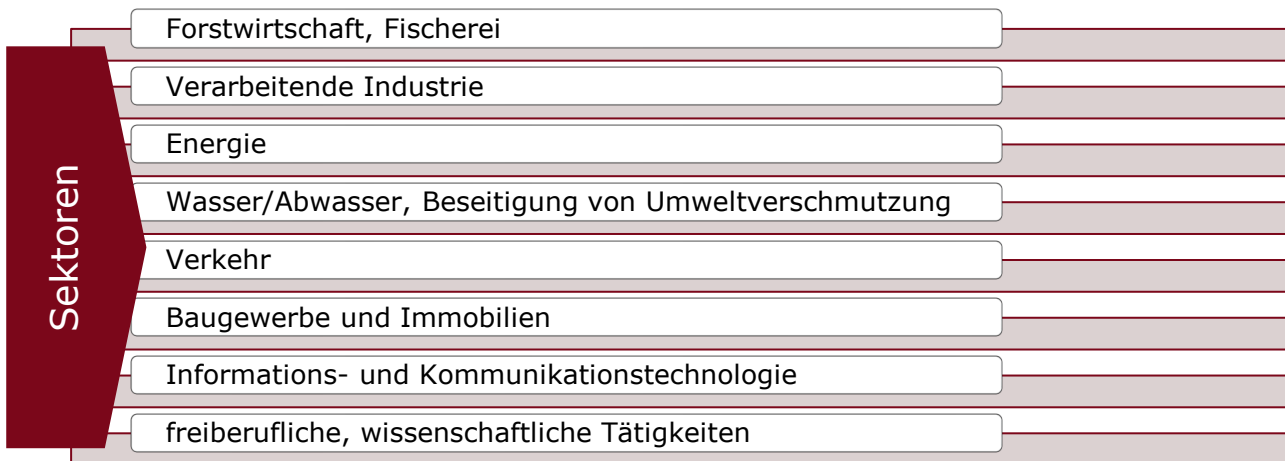 Sektoren
Forstwirtschaft, Fischerei
Verarbeitende Industrie
Energie
Wasser/Abwasser, Beseitigung von Umweltverschmutzung
Verkehr
Baugewerbe und Immobilien
Informations- und Kommunikationstechnologie
freiberufliche, wissenschaftliche Tätigkeiten